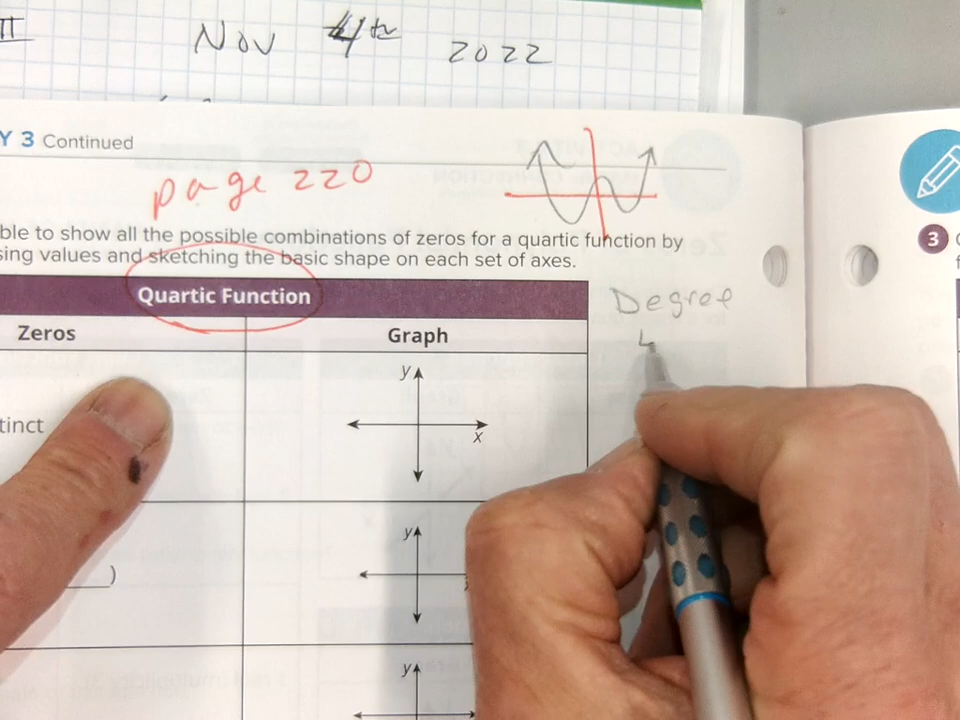 II
Nov 4th 2022
Y 3 Continued
page 220
ble to show all the possible combinations of zeros for a quartic function by
sing values and sketching the basic shape on each set of axes.
3
Quartic Function
Degree
4
Zeros
Graph
y
tinct
x
y
)
y